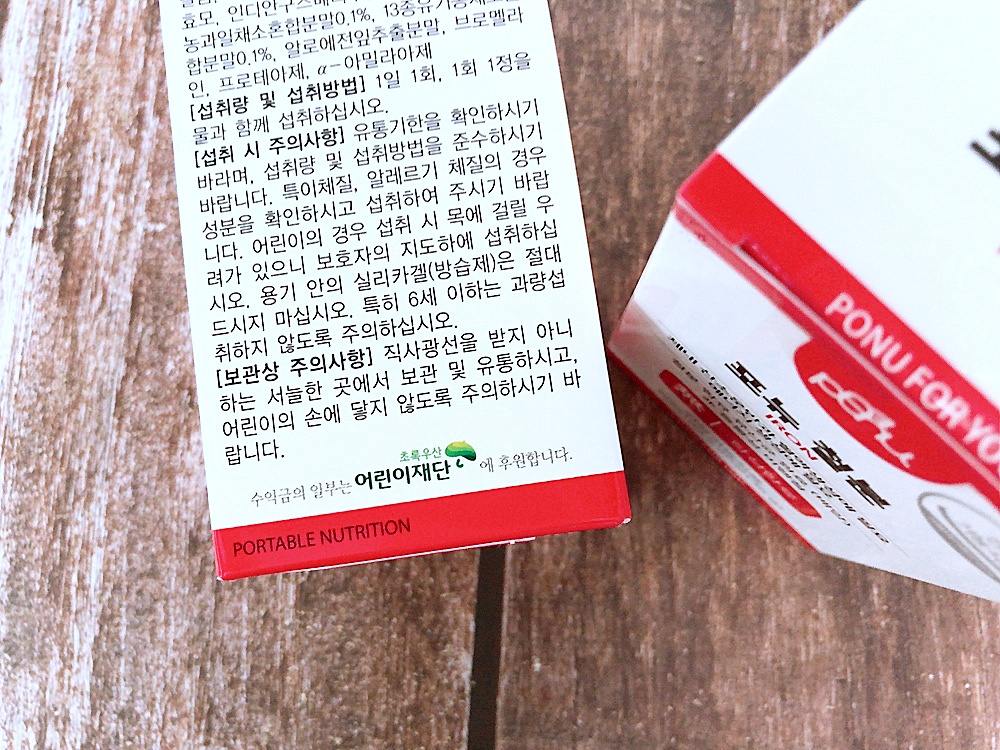 효모, 인디안구스베리
농과일채소혼합분말0.1%, 13종유기농채소
합분말0.1%, 알로에전잎추출분말, 브로멜라
인, 프로테아제, α-아밀라아제
[섭취량 및 섭취방법] 1일 1회, 1회 1정을
물과 함께 섭취하십시오.
[섭취 시 주의사항] 유통기한을 확인하시기
바라며, 섭취량 및 섭취방법을 준수하시기
바랍니다. 특이체질, 알레르기 체질의 경우
성분을 확인하시고 섭취하여 주시기 바랍
니다. 어린이의 경우 섭취 시 목에 걸릴 우
려가 있으니 보호자의 지도하에 섭취하십
시오. 용기 안의 실리카겔(방습제)은 절대
드시지 마십시오. 특히 6세 이하는 과량섭
취하지 않도록 주의하십시오.
[보관상 주의사항] 직사광선을 받지 아니
하는 서늘한 곳에서 보관 및 유통하시고,
어린이의 손에 닿지 않도록 주의하시기 바
랍니다.
초록우산
수익금의 일부는 어린이재단 에 후원합니다.
PORTABLE NUTRITION
PONU FOR YO
포뉴 철분
IRON